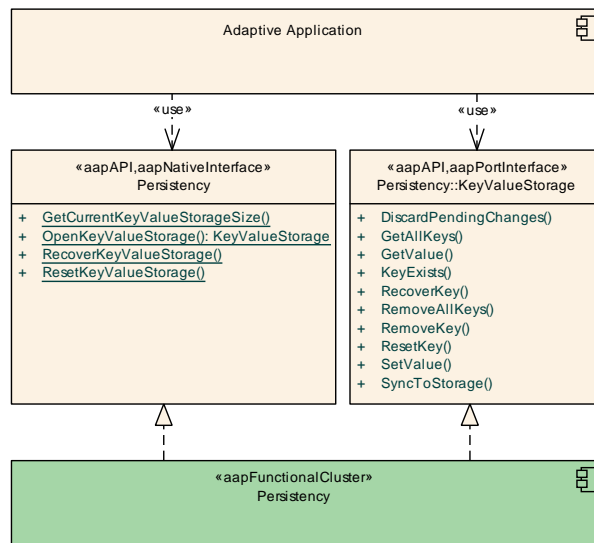 Adaptive Application
«use»
«use»
«aapAPI,aapNativeInterface»
Persistency
+ GetCurrentKeyValueStorageSize()
+ OpenKeyValueStorage(): KeyValueStorage
+ RecoverKeyValueStorage()
+ ResetKeyValueStorage()
«aapAPI,aapPortInterface»
Persistency::KeyValueStorage
+ DiscardPendingChanges()
+ GetAllKeys()
+ GetValue()
+ KeyExists()
+ RecoverKey()
+ RemoveAllKeys()
+ RemoveKey()
+ ResetKey()
+ SetValue()
+ SyncToStorage()
«aapFunctionalCluster»
Persistency